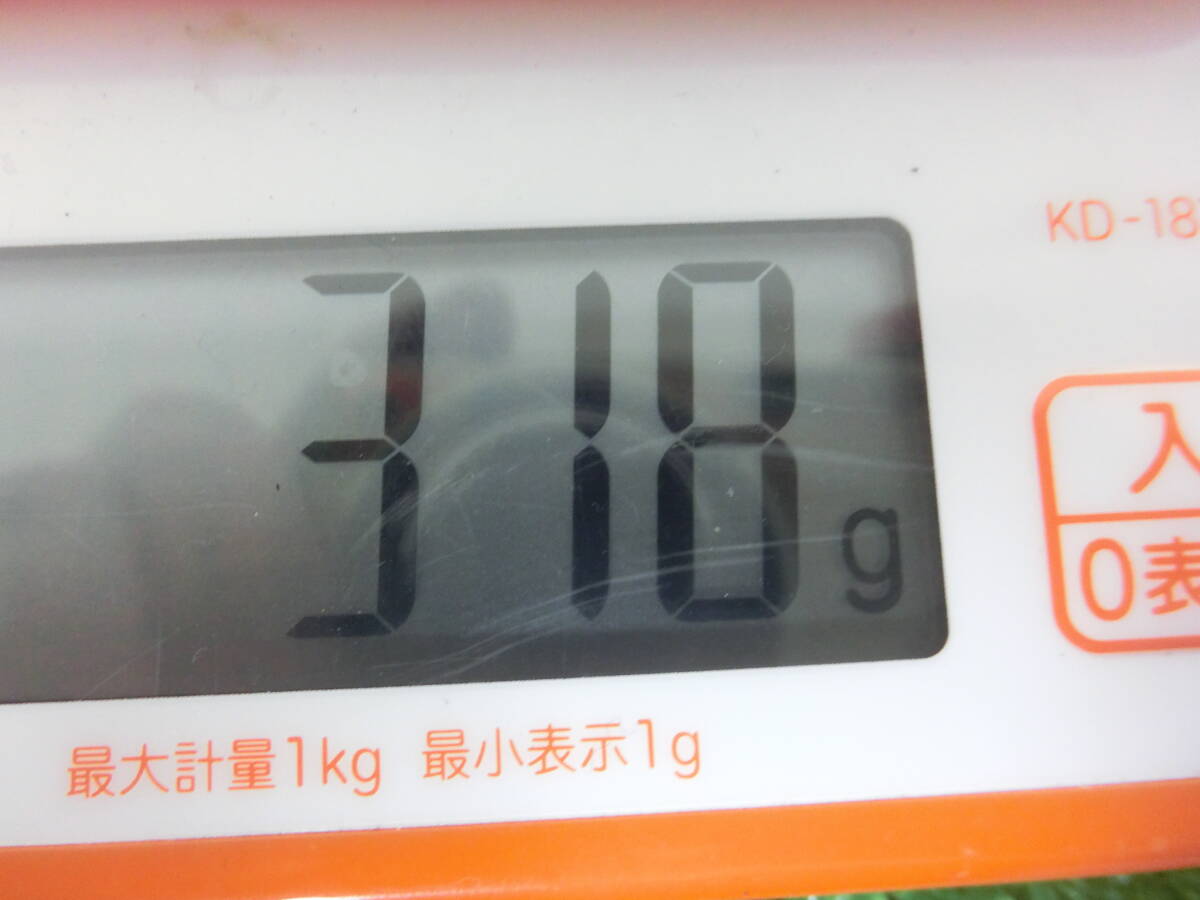 KD-18
318 g
入
0表
最大計量1kg 最小表示1g